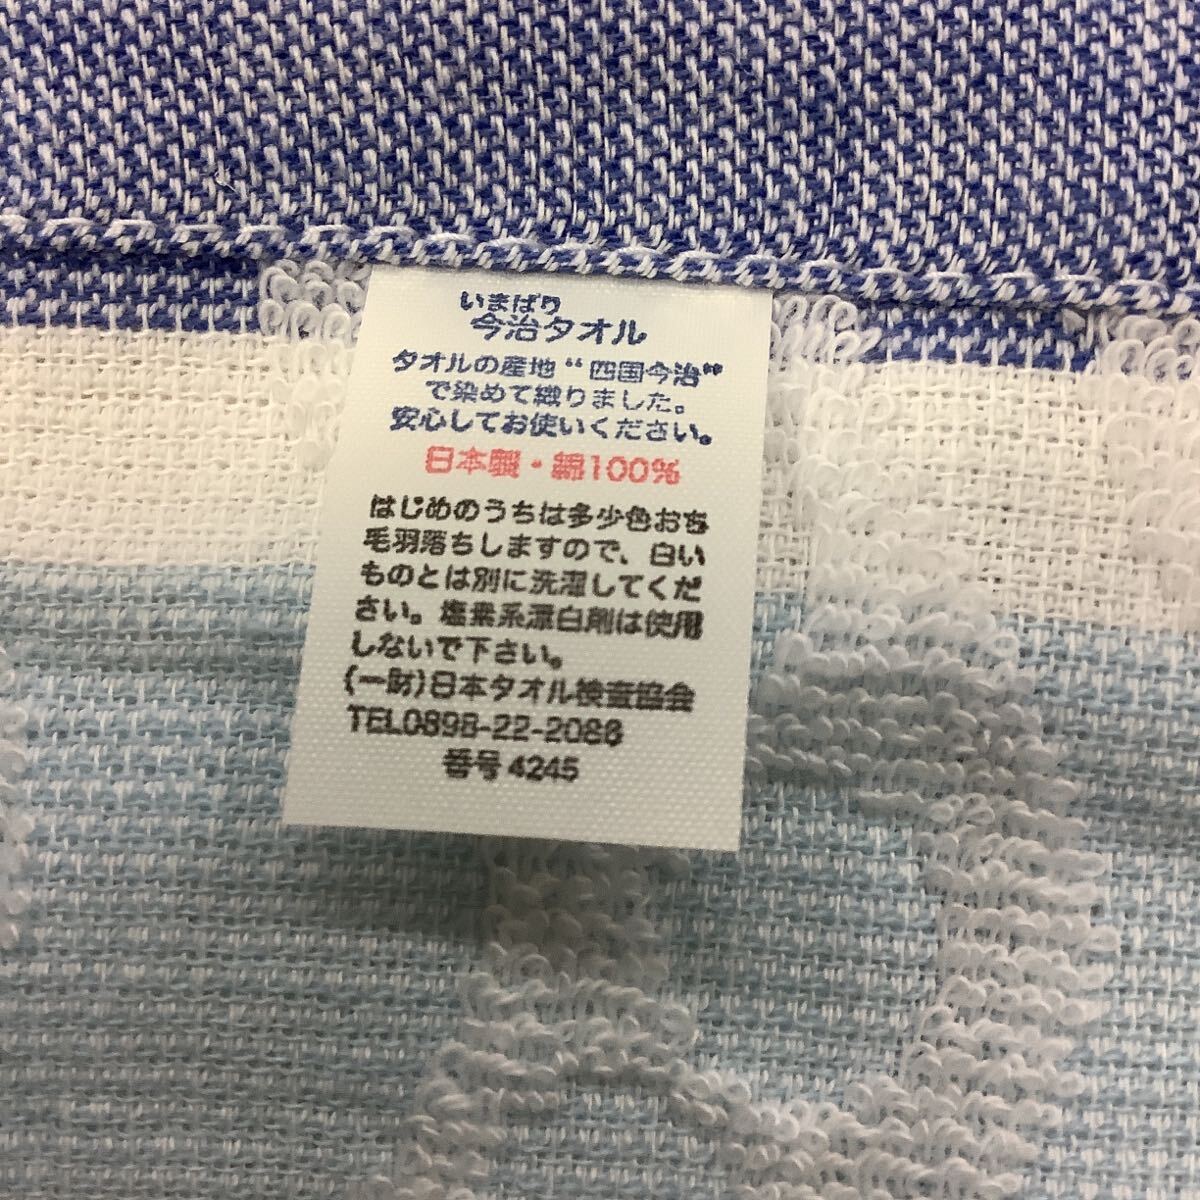 いまばり
今治タオル
タオルの産地“四国今治”
で染めて織りました。
安心してお使いください。
日本製・綿100%
はじめのうちは多少色おち
毛羽落ちしますので、白い
ものとは別に洗濯してくだ
さい。塩素系漂白剤は使用
しないで下さい。
(一財)日本タオル検査協会
TEL0898-22-2086
番号4245